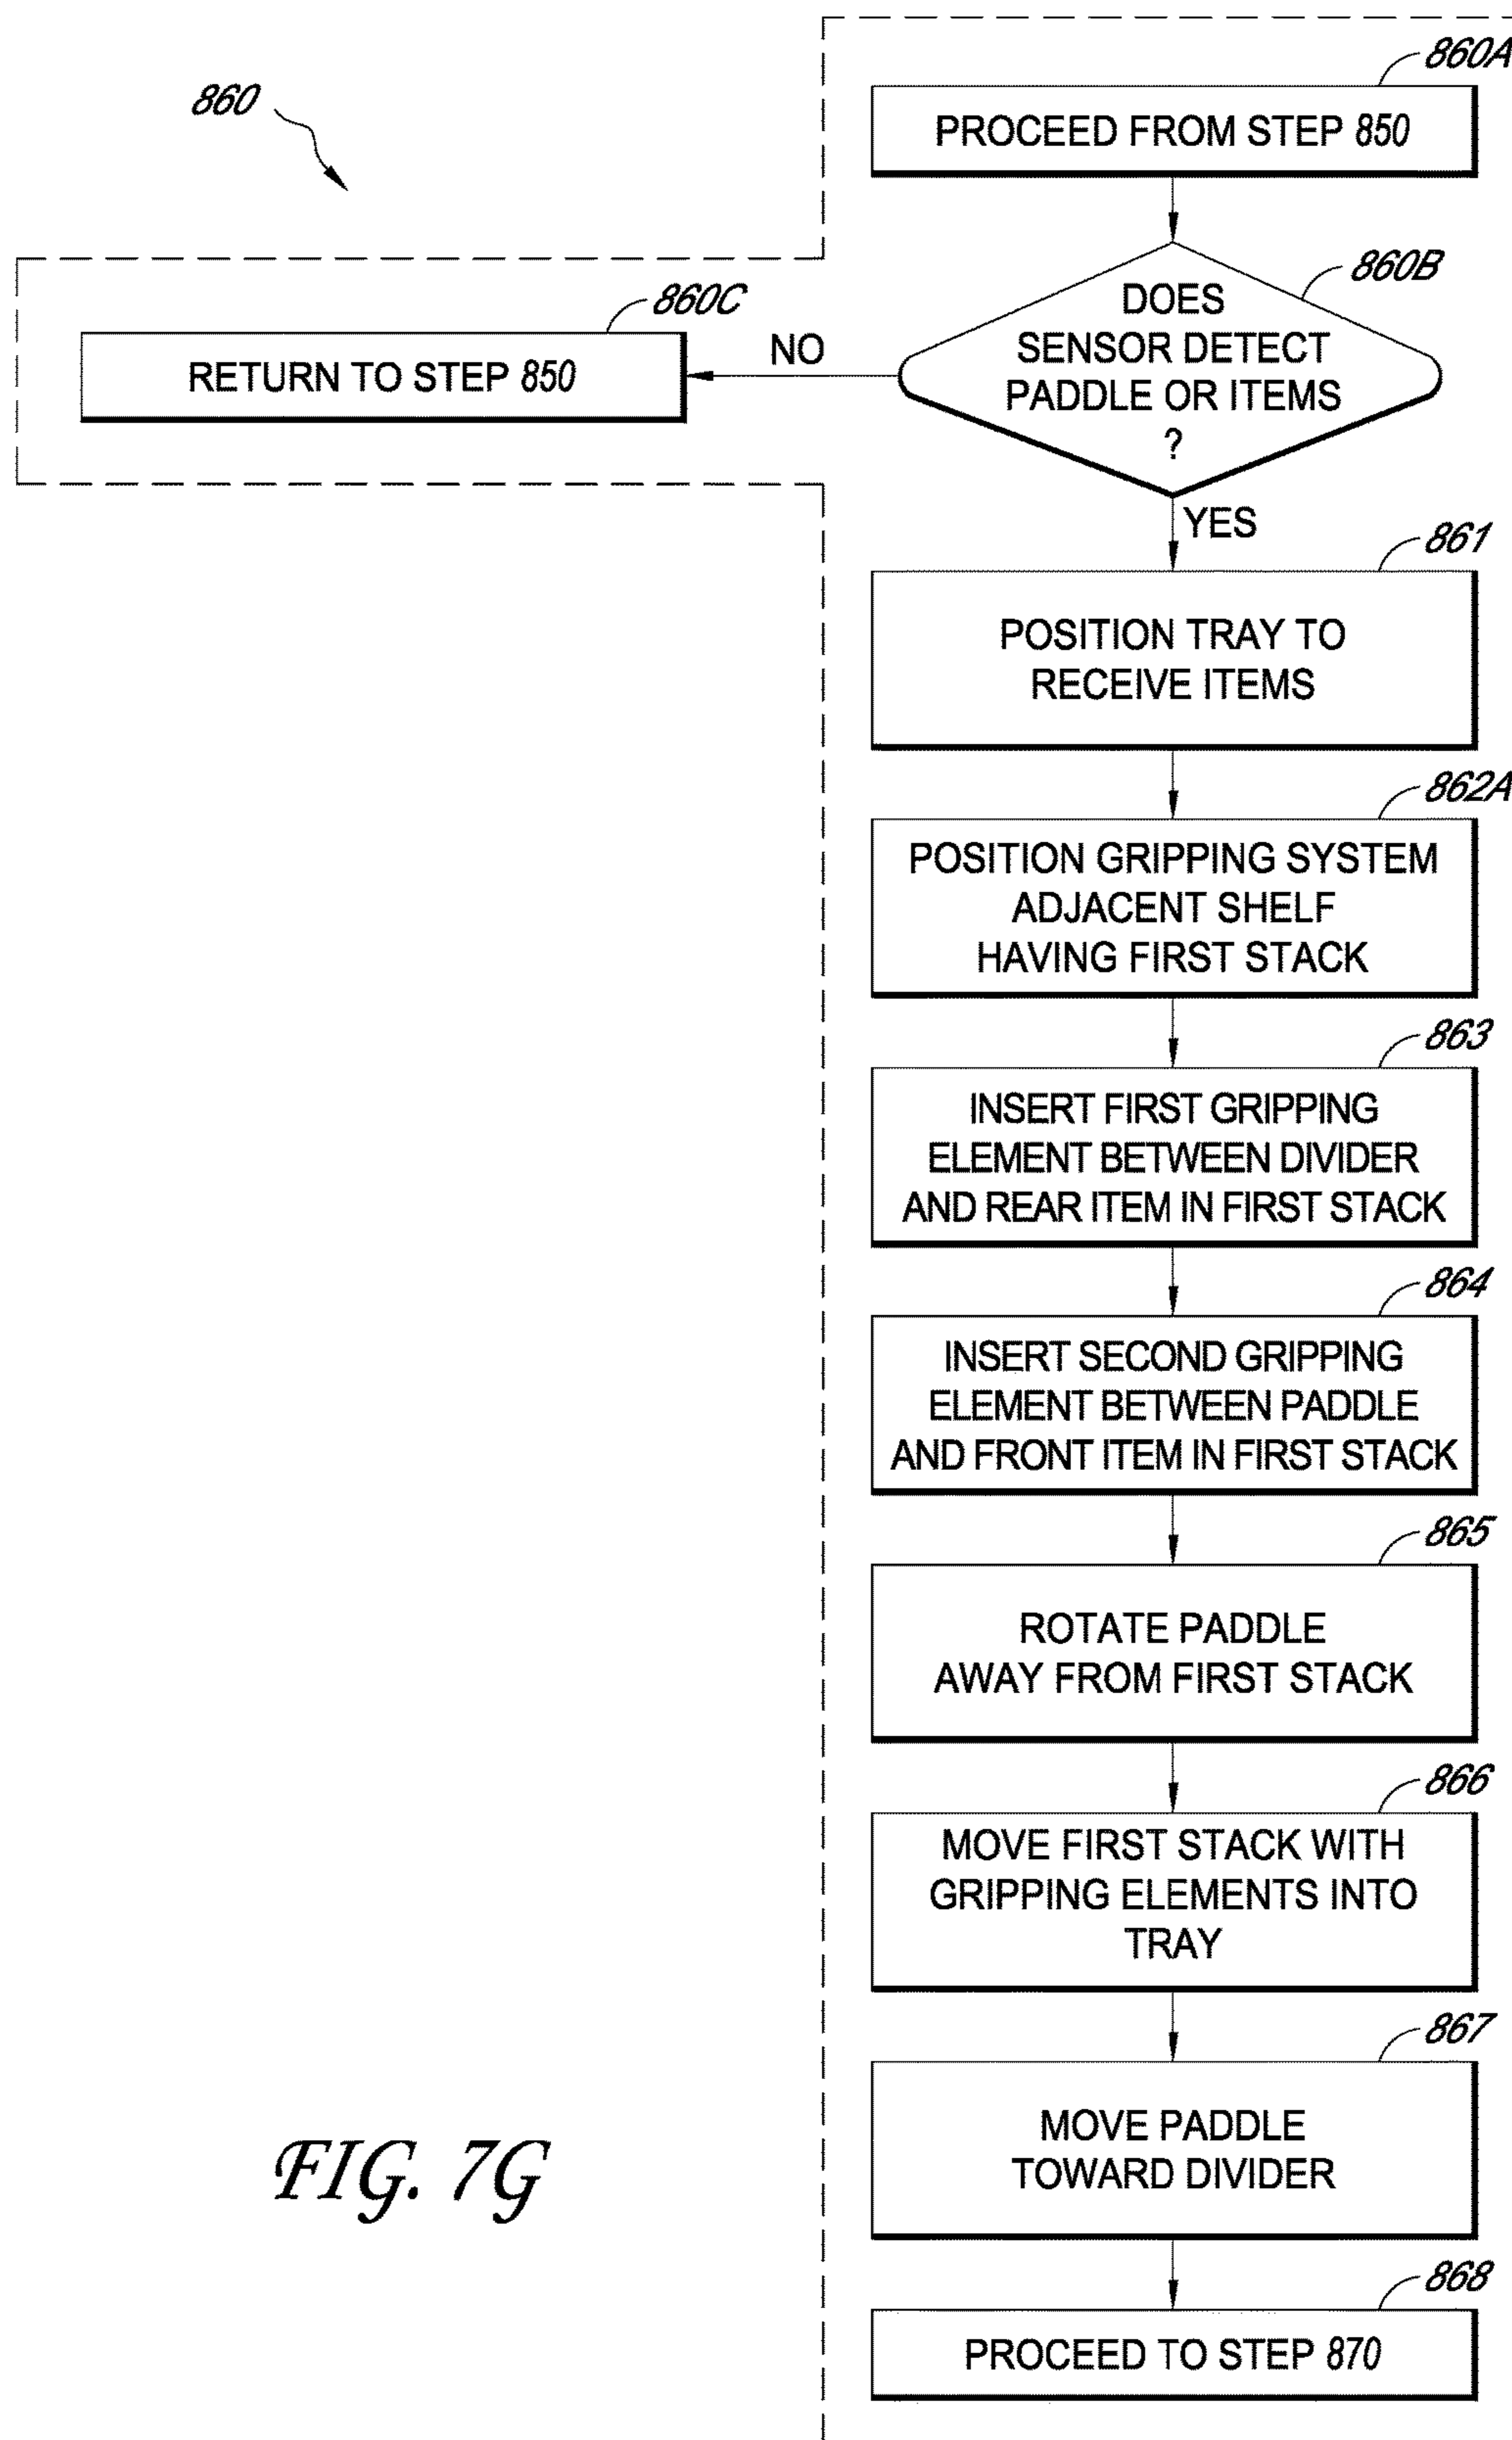 860A
PROCEED FROM STEP 850
860
860B
DOES
SENSOR DETECT
PADDLE OR ITEMS
?
860C
NO
RETURN TO STEP 850
YES
861
POSITION TRAY TO
RECEIVE ITEMS
862A
POSITION GRIPPING SYSTEM
ADJACENT SHELF
HAVING FIRST STACK
863
INSERT FIRST GRIPPING
ELEMENT BETWEEN DIVIDER
AND REAR ITEM IN FIRST STACK
864
INSERT SECOND GRIPPING
ELEMENT BETWEEN PADDLE
AND FRONT ITEM IN FIRST STACK
865
ROTATE PADDLE
AWAY FROM FIRST STACK
866
MOVE FIRST STACK WITH
GRIPPING ELEMENTS INTO
TRAY
867
MOVE PADDLE
TOWARD DIVIDER
868
PROCEED TO STEP 870
FIG. 7G